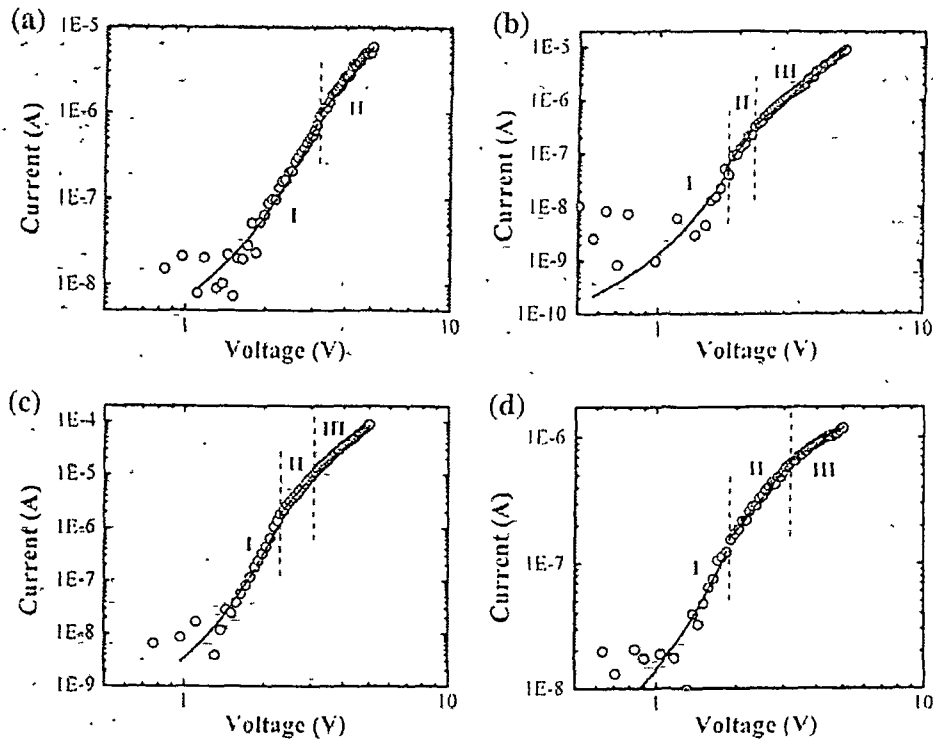 (a)
1E-5
1E-6
1E-7
1E-8
Current (A)
I
II
1
10
Voltage (V)
(b)
1E-5
1E-6
1E-7
1E-8
1E-9
1E-10
Current (A)
I
II
III
1
10
Voltage (V)
(c)
1E-4
1E-5
1E-6
1E-7
1E-8
1E-9
Current (A)
I
II
III
1
10
Voltage (V)
(d)
1E-6
1E-7
1E-8
Current (A)
I
II
III
1
10
Voltage (V)